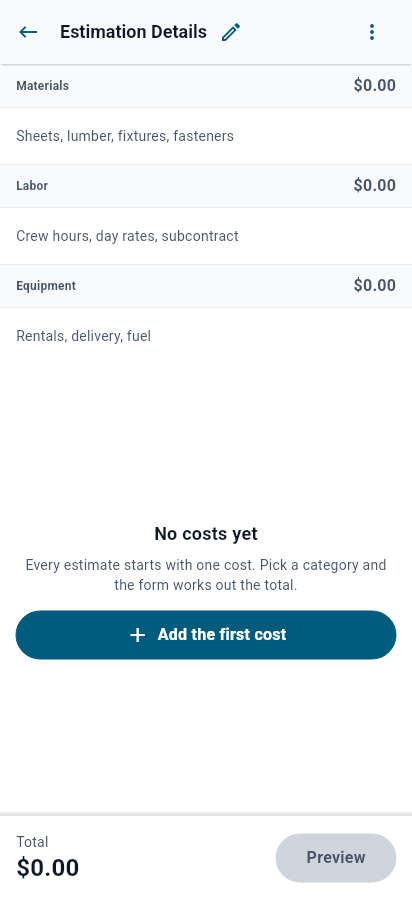 Estimation Details
Materials
$0.00
Sheets, lumber, fixtures, fasteners
Labor
$0.00
Crew hours, day rates, subcontract
Equipment
$0.00
Rentals, delivery, fuel
No costs yet
Every estimate starts with one cost. Pick a category and
the form works out the total.
Add the first cost
Total
$0.00
Preview